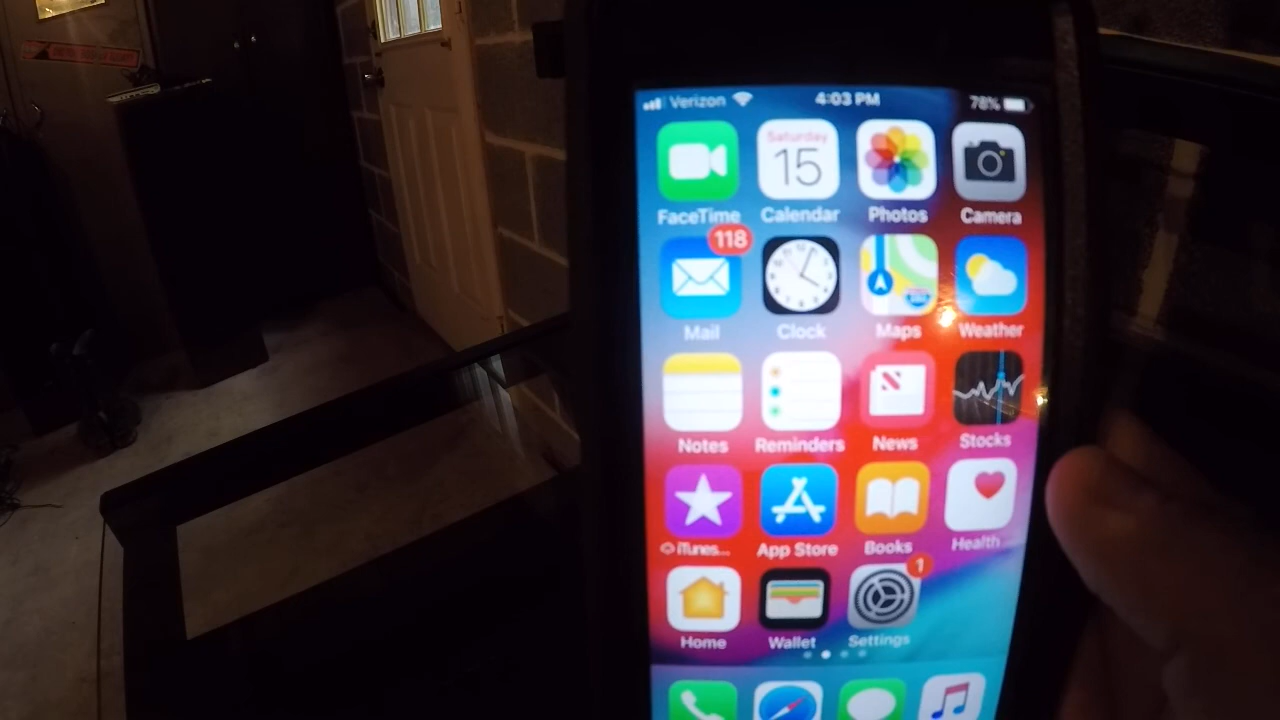 Verizon 4:03 PM 78%
Saturday
15
FaceTime Calendar Photos Camera
118
Mail Clock Maps Weather
Notes Reminders News Stocks
iTunes... App Store Books Health
1
Home Wallet Settings